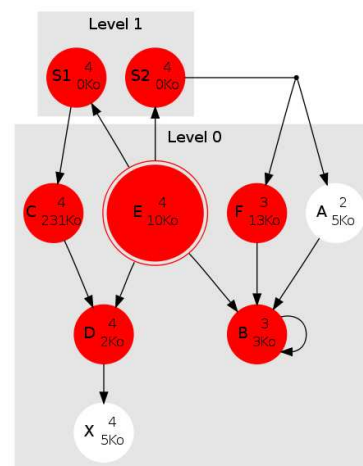 Level 1
S1 4
0Ko
S2 4
0Ko
Level 0
C 4
231Ko
E 4
10Ko
F 3
13Ko
A 2
5Ko
D 4
2Ko
B 3
3Ko
X 4
5Ko